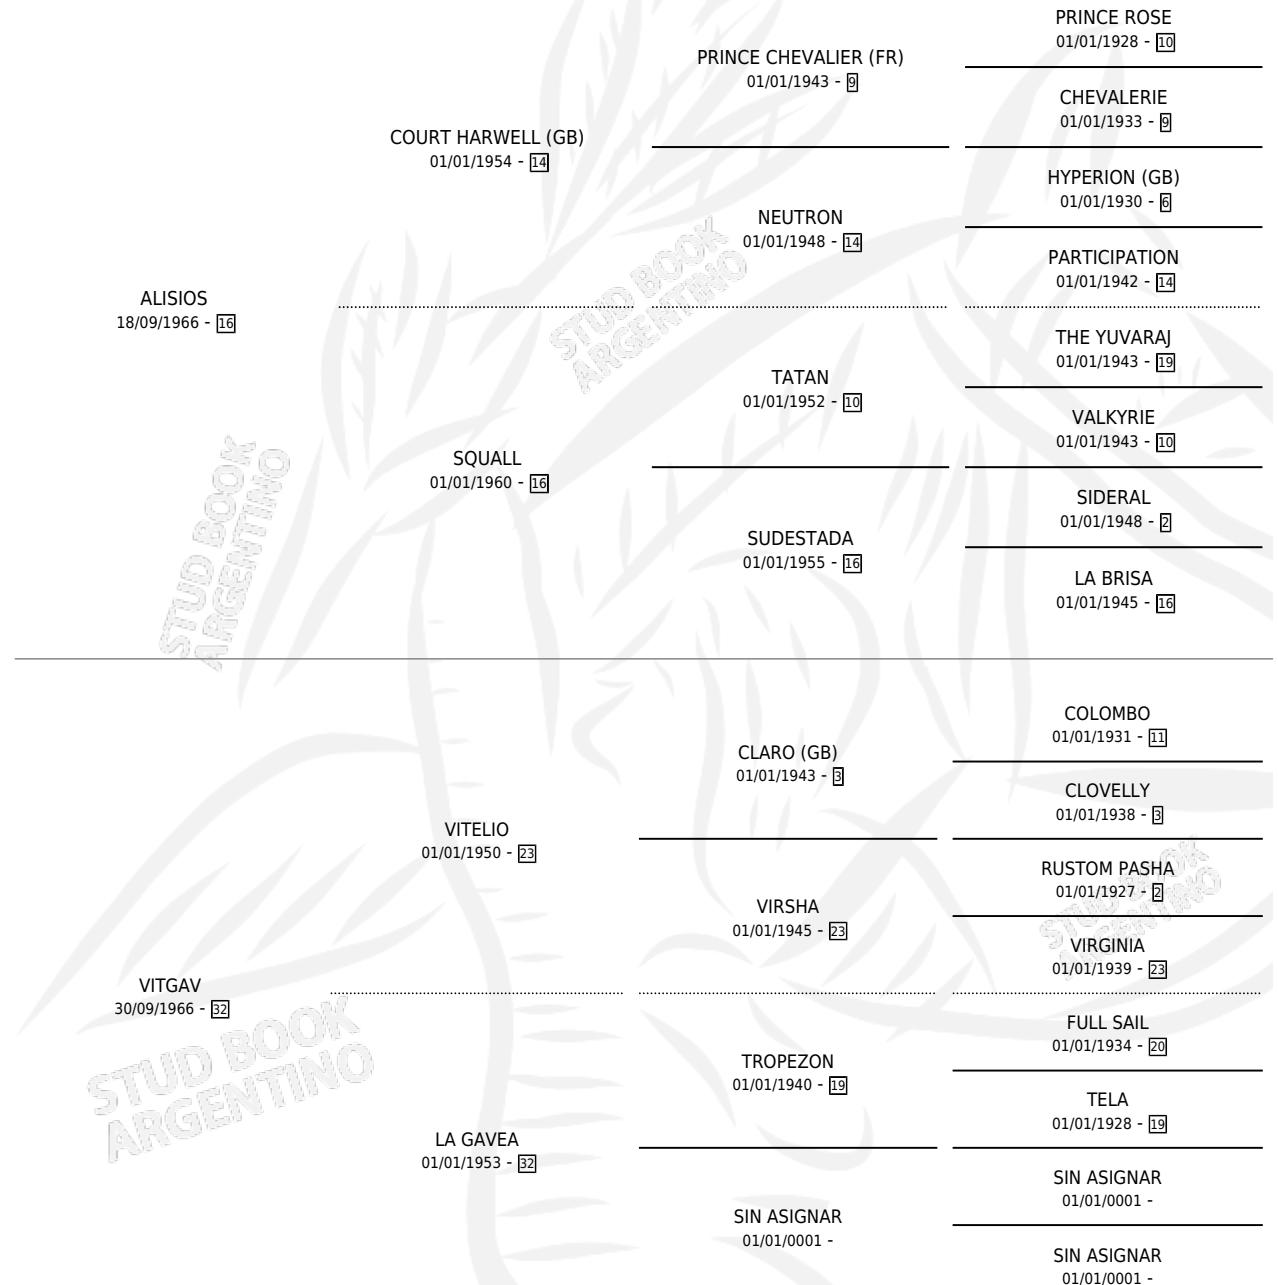 PRINCE ROSE
01/01/1928 - 10
PRINCE CHEVALIER (FR)
01/01/1943 - 9
CHEVALERIE
01/01/1933 - 9
COURT HARWELL (GB)
01/01/1954 - 14
HYPERION (GB)
01/01/1930 - 6
NEUTRON
01/01/1948 - 14
PARTICIPATION
01/01/1942 - 14
ALISIOS
18/09/1966 - 16
THE YUVARAJ
01/01/1943 - 19
TATAN
01/01/1952 - 10
VALKYRIE
01/01/1943 - 10
SQUALL
01/01/1960 - 16
SIDERAL
01/01/1948 - 2
SUDESTADA
01/01/1955 - 16
LA BRISA
01/01/1945 - 16
STUD BOOK
ARGENTINO
STUD BOOK
ARGENTINO
COLOMBO
01/01/1931 - 11
CLARO (GB)
01/01/1943 - 3
CLOVELLY
01/01/1938 - 3
VITELIO
01/01/1950 - 23
RUSTOM PASHA
01/01/1927 - 2
VIRSHA
01/01/1945 - 23
VIRGINIA
01/01/1939 - 23
VITGAV
30/09/1966 - 32
FULL SAIL
01/01/1934 - 20
TROPEZON
01/01/1940 - 19
TELA
01/01/1928 - 19
LA GAVEA
01/01/1953 - 32
SIN ASIGNAR
01/01/0001 -
SIN ASIGNAR
01/01/0001 -
SIN ASIGNAR
01/01/0001 -
STUD BOOK
ARGENTINO
STUD BOOK
ARGENTINO